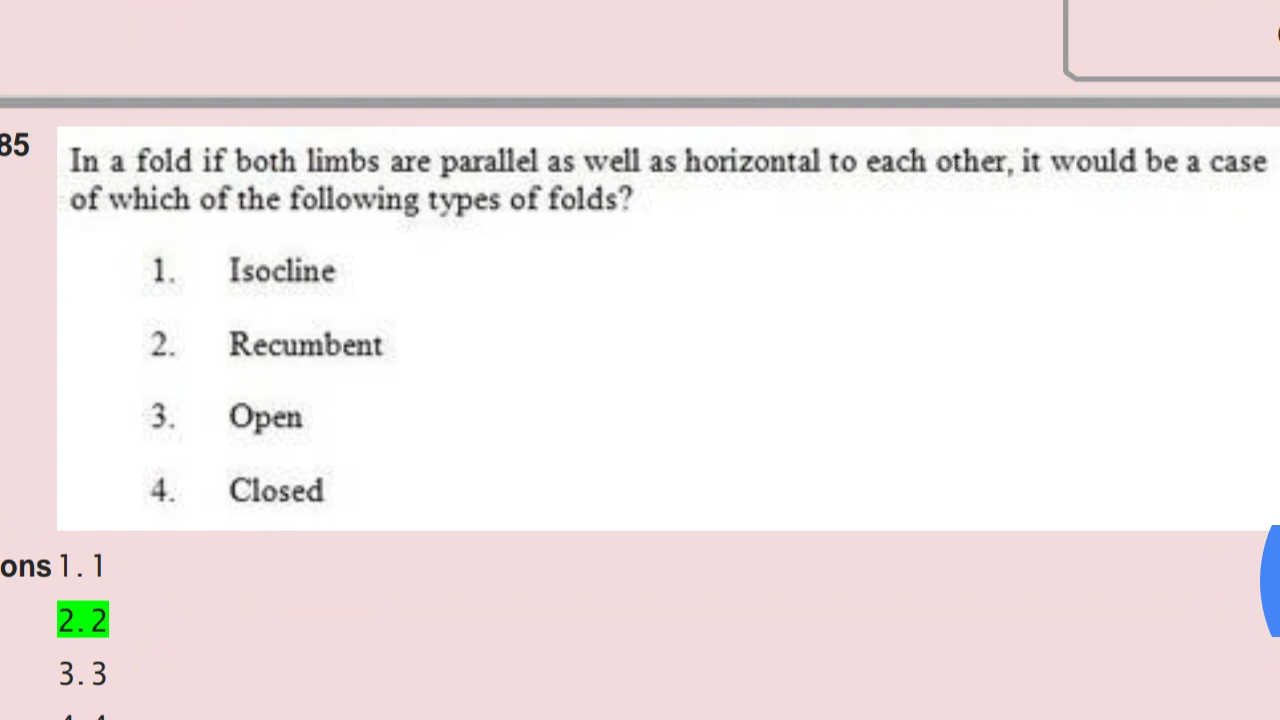 85
In a fold if both limbs are parallel as well as horizontal to each other, it would be a case
of which of the following types of folds?
1. Isocline
2. Recumbent
3. Open
4. Closed
ons 1. 1
2. 2
3. 3
4. 4